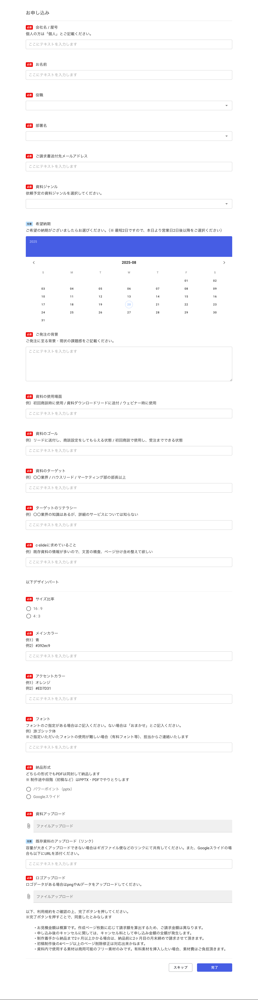 お申し込み
必須 会社名 / 屋号
個人の方は「個人」とご記載ください。
ここにテキストを入力します
必須 お名前
ここにテキストを入力します
必須 役職
必須 部署名
必須 ご請求書送付先メールアドレス
ここにテキストを入力します
必須 資料ジャンル
依頼予定の資料ジャンルを選択してください。
任意 希望納期
ご希望の納期がございましたらお選びください。（※ 最短2日ですので、本日より営業日2日後以降をご選択ください）
2025
2025-08
S M T W T F S
01 02
03 04 05 06 07 08 09
10 11 12 13 14 15 16
17 18 19 20 21 22 23
24 25 26 27 28 29 30
31
必須 ご発注の背景
ご発注に至る背景・現状の課題感をご記載ください。
ここにテキストを入力します
必須 資料の使用場面
例）初回商談時に使用 / 資料ダウンロードリードに送付 / ウェビナー時に使用
ここにテキストを入力します
必須 資料のゴール
例）リードに送付し、商談設定をしてもらえる状態 / 初回商談で使用し、受注までできる状態
ここにテキストを入力します
必須 資料のターゲット
例）〇〇業界 / ハウスリード / マーケティング部の部長以上
ここにテキストを入力します
必須 ターゲットのリテラシー
例）〇〇業界の知識はあるが、詳細のサービスについては知らない
ここにテキストを入力します
必須 c-slideに求めていること
例）既存資料の情報が多いので、文言の精査、ページ分け含め整えて欲しい
ここにテキストを入力します
以下デザインパート
必須 サイズ比率
16 : 9
4 : 3
必須 メインカラー
例1）青
例2）#392ec9
ここにテキストを入力します
必須 アクセントカラー
例1）オレンジ
例2）#ED7D31
ここにテキストを入力します
必須 フォント
フォントのご指定がある場合はご記入ください。ない場合は「おまかせ」とご記入ください。
例）游ゴシック体
※ご指定いただいたフォントの使用が難しい場合（有料フォント等）、担当からご連絡いたします
ここにテキストを入力します
必須 納品形式
どちらの形式でもPDFは同封して納品します
※ 制作途中段階（初稿など）はPPTX・PDFでやりとりします
パワーポイント（pptx）
Googleスライド
必須 資料アップロード
ファイルアップロード
任意 既存資料のアップロード（リンク）
容量が大きくアップロードできない場合はギガファイル便などのリンクにて共有してください。また、Googleスライドの場
合も以下にURLを添付ください。
ここにテキストを入力します
必須 ロゴアップロード
ロゴデータがある場合はpngやAiデータをアップロードしてください。
ファイルアップロード
以下、利用規約をご確認の上、完了ボタンを押してください。
※完了ボタンを押すことで、同意したとみなします
・お見積金額は概算です。作成ページ枚数に応じて請求額を算出するため、ご請求金額は異なります。
・申し込み後のキャンセルに関しては、キャンセル料として申し込み金額の全額が発生します。
・制作着手から納品まで2ヶ月以上かかる場合は、納品前に2ヶ月目の月末締めで請求させて頂きます。
・初稿制作後の4ページ以上のページ削除修正は対応出来かねます。
・資料内で使用する素材は商用可能のフリー素材のみです。有料素材を挿入したい場合、素材費はご負担頂きます。
スキップ 完了